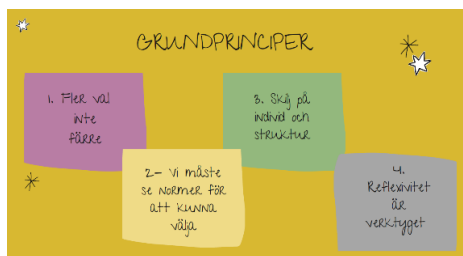 GRUNDPRINCIPER
1. Fler val
inte
färre
2- Vi måste
se normer för
att kunna
välja
3. Skilj på
individ och
struktur
4.
Reflexivitet
är
verktyget